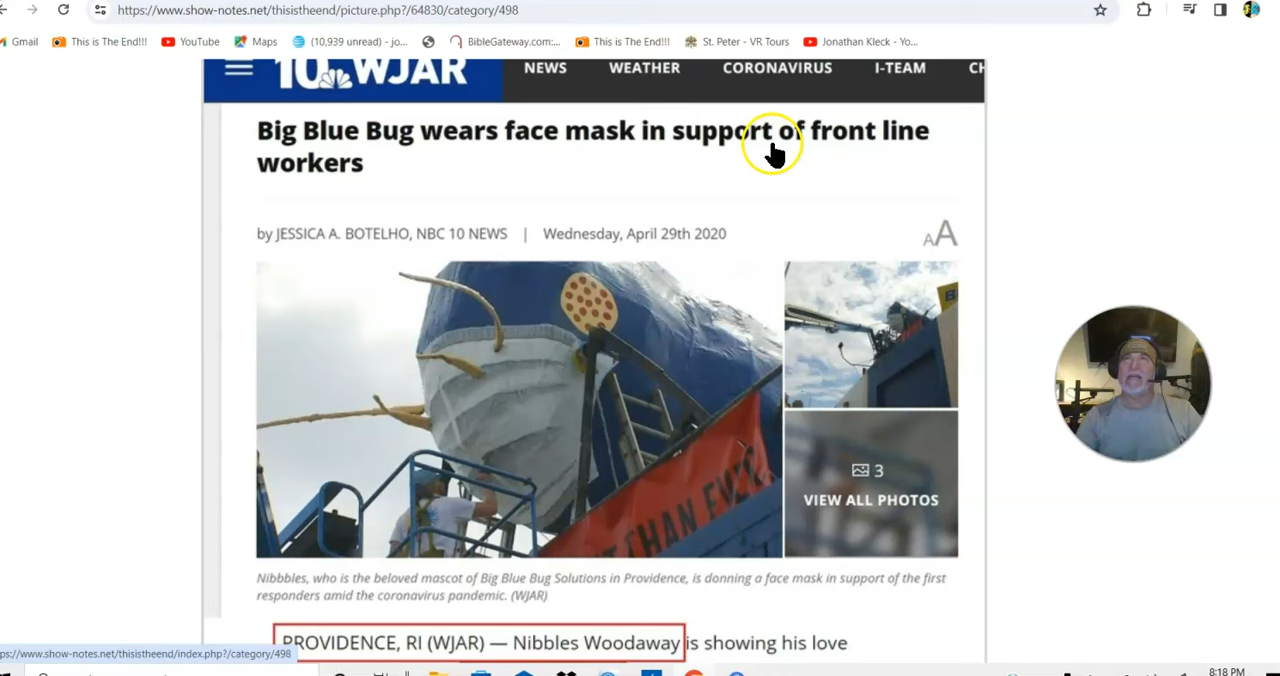 https://www.show-notes.net/thisistheend/picture.php?/64830/category/498
Gmail This is The End!!! YouTube Maps (10,939 unread) - jo... BibleGateway.com:... This is The End!!! St. Peter - VR Tours Jonathan Kleck - Yo...
10 WJAR NEWS WEATHER CORONAVIRUS I-TEAM CH
Big Blue Bug wears face mask in support of front line
workers
by JESSICA A. BOTELHO, NBC 10 NEWS | Wednesday, April 29th 2020
AA
THAN EVER
3
VIEW ALL PHOTOS
Nibbbles, who is the beloved mascot of Big Blue Bug Solutions in Providence, is donning a face mask in support of the first
responders amid the coronavirus pandemic. (WJAR)
PROVIDENCE, RI (WJAR) — Nibbles Woodaway is showing his love
ps://www.show-notes.net/thisistheend/index.php?/category/498
8:18 PM